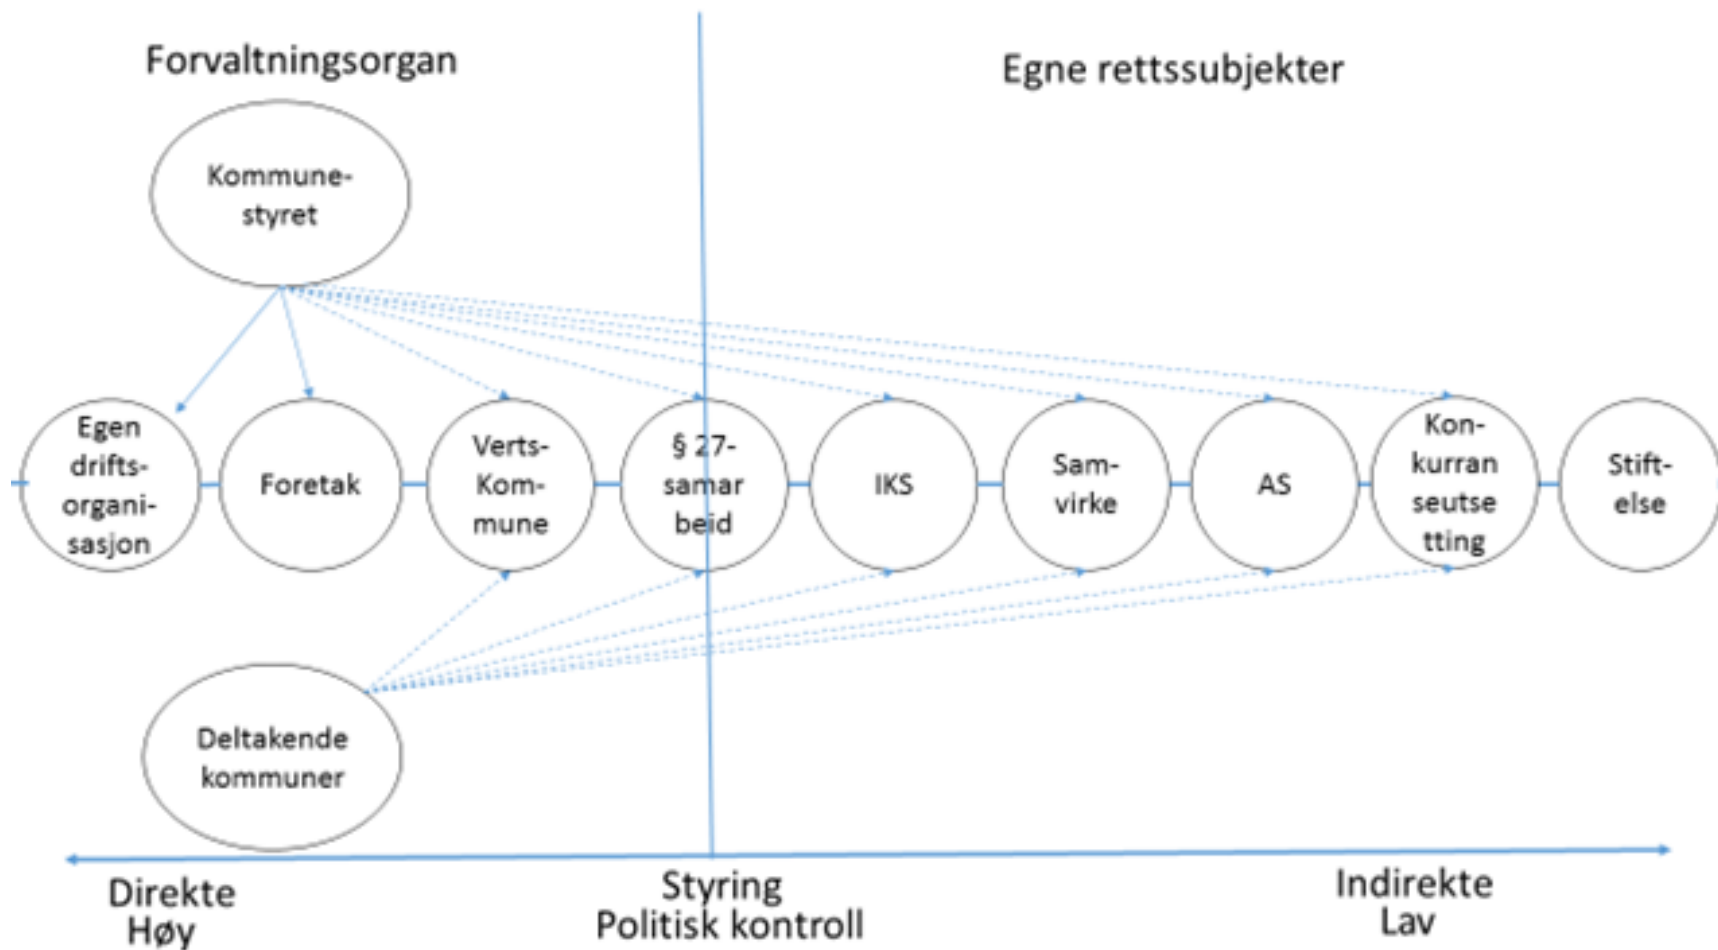 Forvaltningsorgan
Egne rettssubjekter
Kommune-
styret
Egen
drifts-
organi-
sasjon
Foretak
Verts-
Kom-
mune
§ 27-
samar
beid
IKS
Sam-
virke
AS
Kon-
kurran
seutse
tting
Stift-
else
Deltakende
kommuner
Direkte
Høy
Styring
Politisk kontroll
Indirekte
Lav